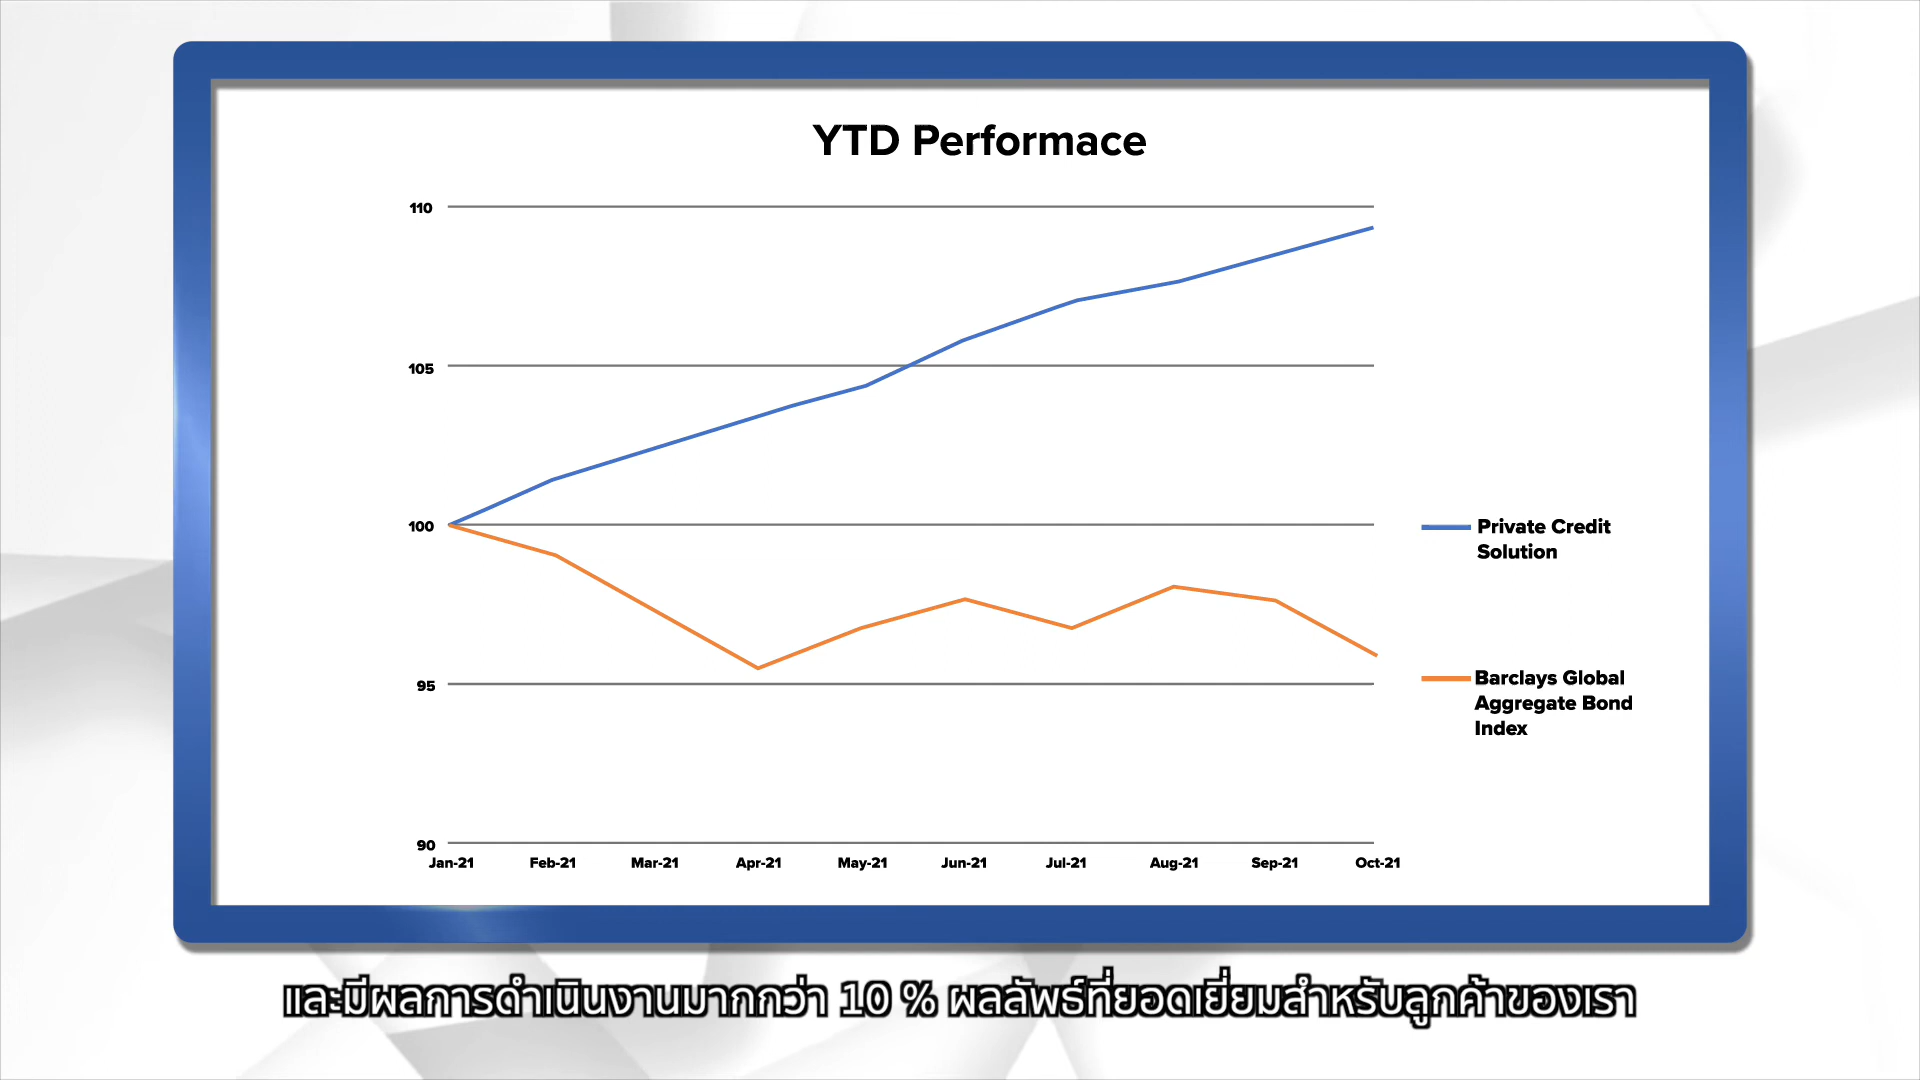 YTD Performace
110
105
100
95
90
Jan-21 Feb-21 Mar-21 Apr-21 May-21 Jun-21 Jul-21 Aug-21 Sep-21 Oct-21
Private Credit
Solution
Barclays Global
Aggregate Bond
Index
และมีผลการดำเนินงานมากกว่า 10 % ผลลัพธ์ที่ยอดเยี่ยมสำหรับลูกค้าของเรา